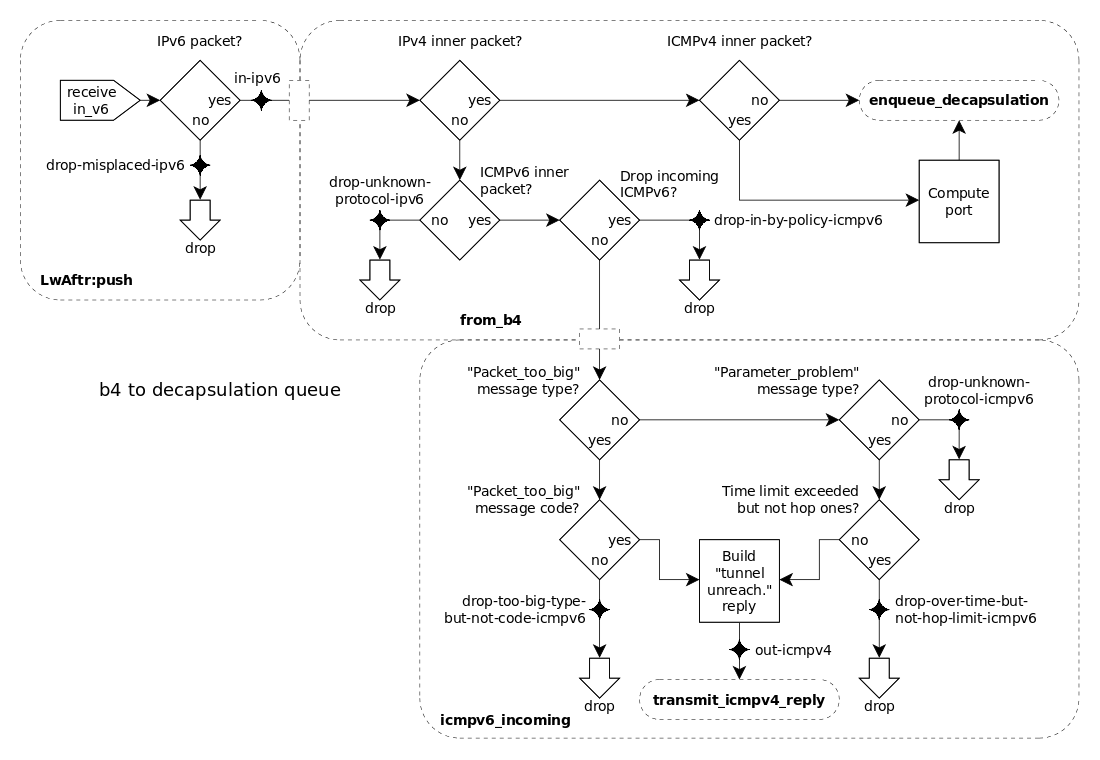 IPv6 packet?
receive
in_v6
yes
no
in-ipv6
drop-misplaced-ipv6
drop
LwAftr:push
IPv4 inner packet?
yes
no
ICMPv4 inner packet?
no
yes
enqueue_decapsulation
Compute
port
ICMPv6 inner
packet?
no
yes
drop-unknown-
protocol-ipv6
drop
Drop incoming
ICMPv6?
yes
no
drop-in-by-policy-icmpv6
drop
from_b4
b4 to decapsulation queue
"Packet_too_big"
message type?
no
yes
"Parameter_problem"
message type?
no
yes
drop-unknown-
protocol-icmpv6
drop
"Packet_too_big"
message code?
yes
no
Build
"tunnel
unreach."
reply
Time limit exceeded
but not hop ones?
no
yes
drop-too-big-type-
but-not-code-icmpv6
drop
out-icmpv4
transmit_icmpv4_reply
drop-over-time-but-
not-hop-limit-icmpv6
drop
icmpv6_incoming